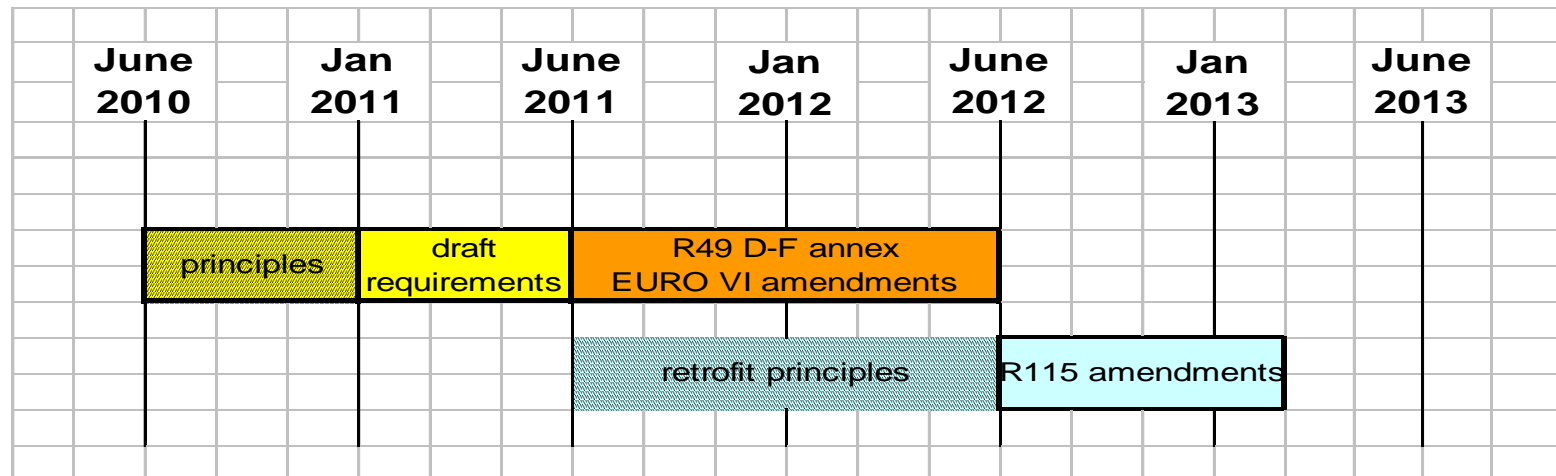 June Jan June Jan June Jan June
2010 2011 2011 2012 2012 2013 2013
principles
draft
requirements
R49 D-F annex
EURO VI amendments
retrofit principles
R115 amendments